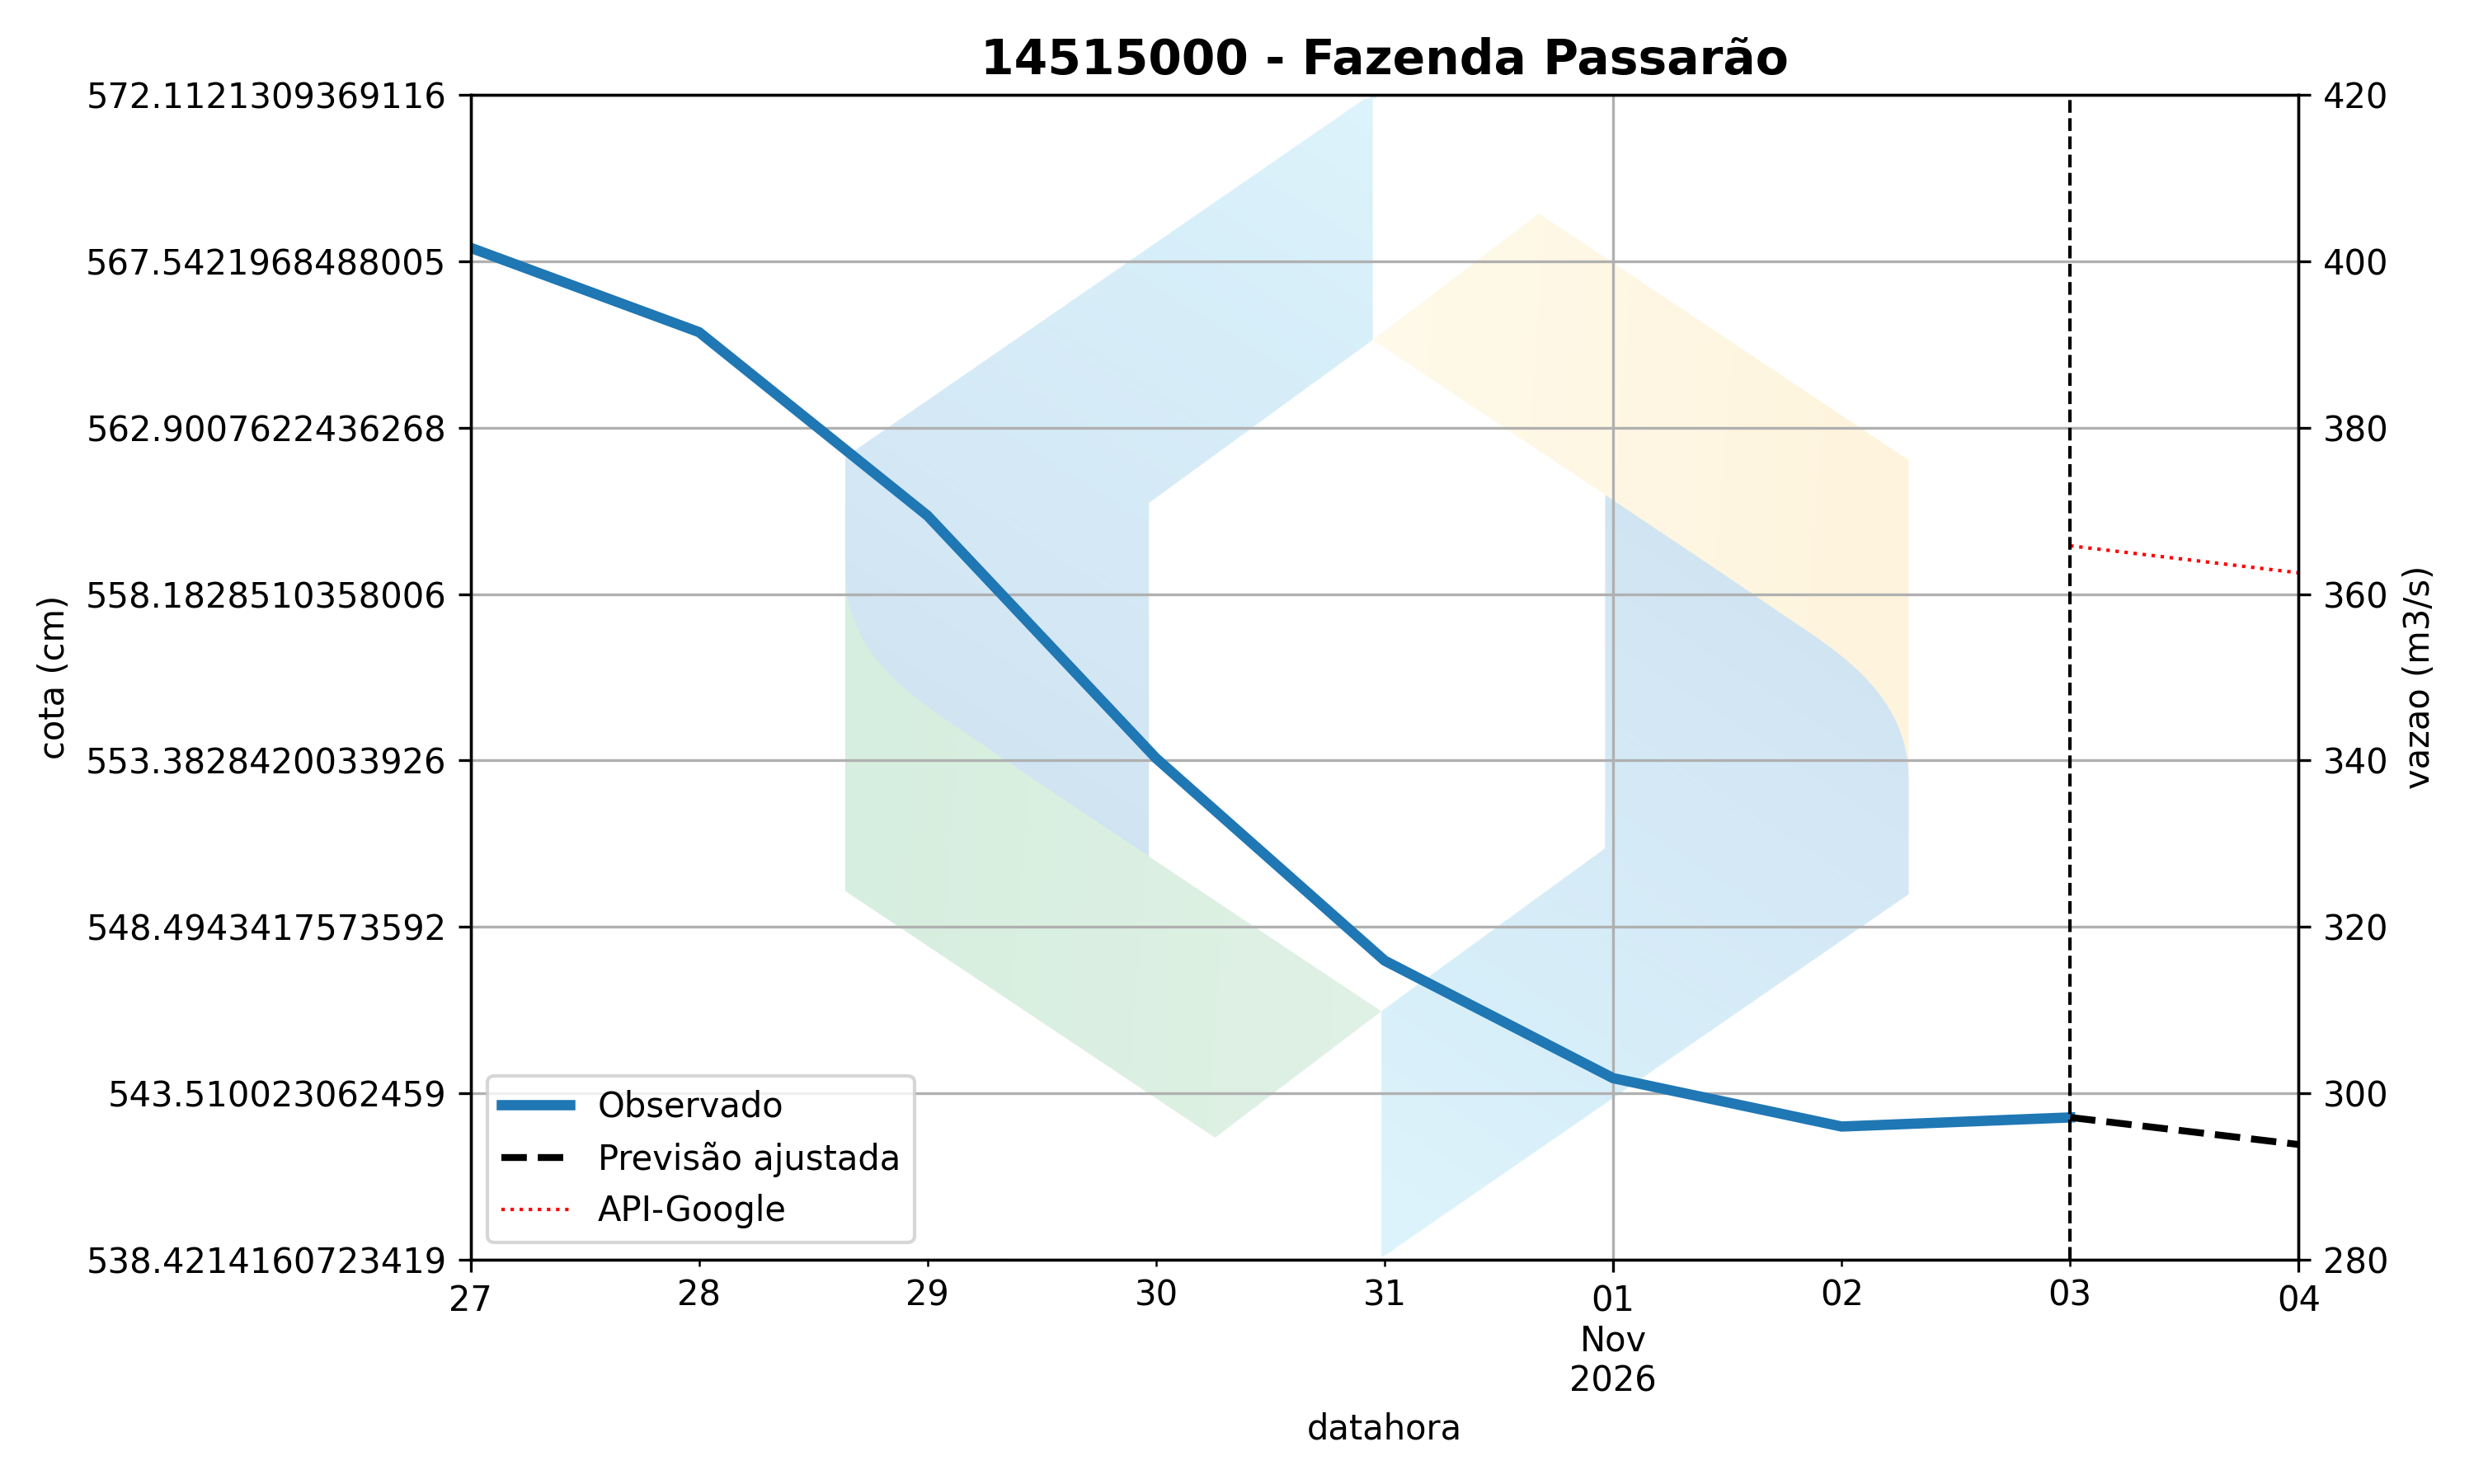 14515000 - Fazenda Passarão
572.1121309369116
567.5421968488005
562.9007622436268
558.1828510358006
553.3828420033926
548.4943417573592
543.510023062459
538.4214160723419
cota (cm)
420
400
380
360
340
320
300
280
vazao (m3/s)
Observado
Previsão ajustada
API-Google
27 28 29 30 31 01 02 03 04
Nov
2026
datahora